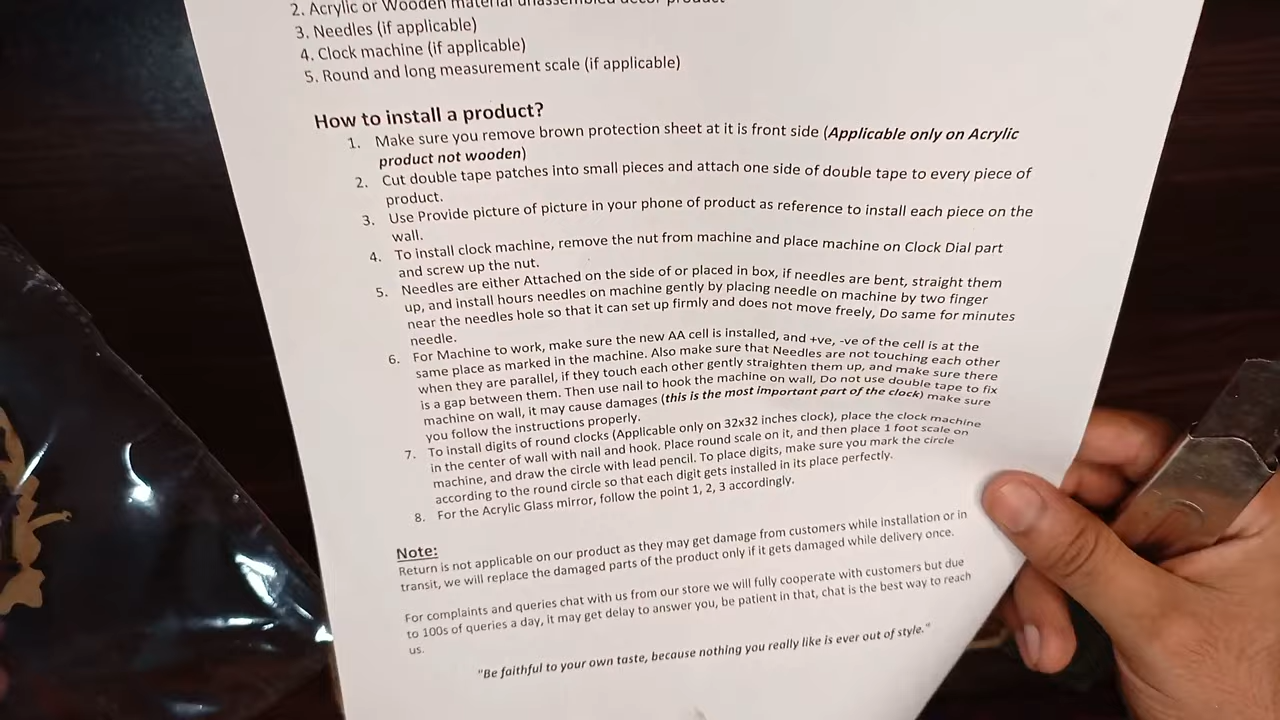 2. Acrylic or Wooden material unassembled decor product
3. Needles (if applicable)
4. Clock machine (if applicable)
5. Round and long measurement scale (if applicable)
How to install a product?
1. Make sure you remove brown protection sheet at it is front side (Applicable only on Acrylic
product not wooden)
2. Cut double tape patches into small pieces and attach one side of double tape to every piece of
product.
3. Use Provide picture of picture in your phone of product as reference to install each piece on the
wall.
4. To install clock machine, remove the nut from machine and place machine on Clock Dial part
and screw up the nut.
5. Needles are either Attached on the side of or placed in box, if needles are bent, straight them
up, and install hours needles on machine gently by placing needle on machine by two finger
near the needles hole so that it can set up firmly and does not move freely, Do same for minutes
needle.
6. For Machine to work, make sure the new AA cell is installed, and +ve, -ve of the cell is at the
same place as marked in the machine. Also make sure that Needles are not touching each other
when they are parallel, if they touch each other gently straighten them up, and make sure there
is a gap between them. Then use nail to hook the machine on wall, Do not use double tape to fix
machine on wall, it may cause damages (this is the most important part of the clock) make sure
you follow the instructions properly.
7. To install digits of round clocks (Applicable only on 32x32 inches clock), place the clock machine
in the center of wall with nail and hook. Place round scale on it, and then place 1 foot scale on
machine, and draw the circle with lead pencil. To place digits, make sure you mark the circle
according to the round circle so that each digit gets installed in its place perfectly.
8. For the Acrylic Glass mirror, follow the point 1, 2, 3 accordingly.
Note:
Return is not applicable on our product as they may get damage from customers while installation or in
transit, we will replace the damaged parts of the product only if it gets damaged while delivery once.
For complaints and queries chat with us from our store we will fully cooperate with customers but due
to 100s of queries a day, it may get delay to answer you, be patient in that, chat is the best way to reach
us.
"Be faithful to your own taste, because nothing you really like is ever out of style."